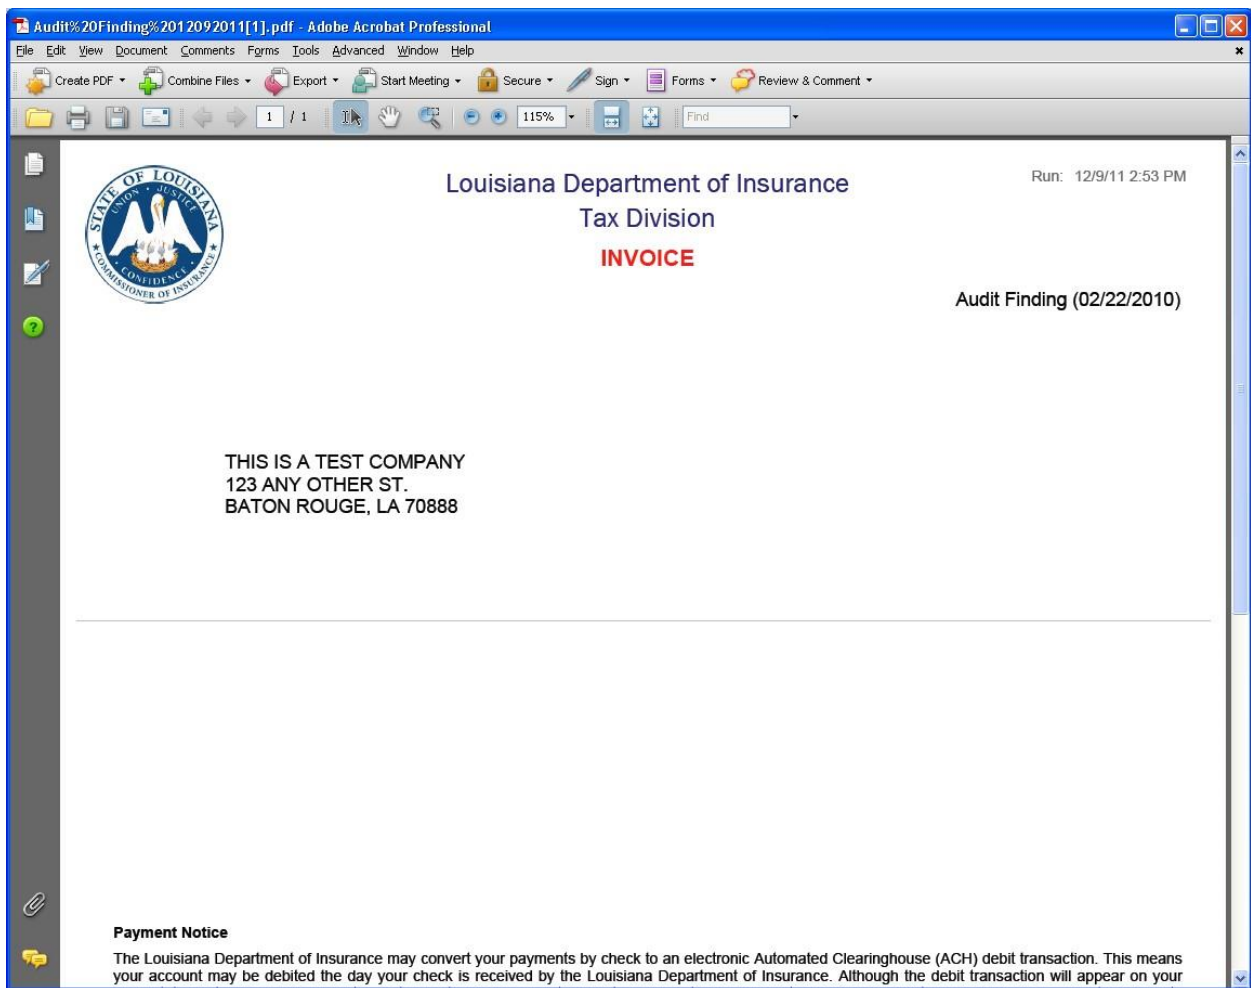 Audit%20Finding%2012092011[1].pdf - Adobe Acrobat Professional
File Edit View Document Comments Forms Tools Advanced Window Help
Create PDF Combine Files Export Start Meeting Secure Sign Forms Review & Comment
1 / 1 115% Find
STATE OF LOUISIANA
UNION · JUSTICE
CONFIDENCE
COMMISSIONER OF INSURANCE
Louisiana Department of Insurance
Run: 12/9/11 2:53 PM
Tax Division
INVOICE
Audit Finding (02/22/2010)
THIS IS A TEST COMPANY
123 ANY OTHER ST.
BATON ROUGE, LA 70888
Payment Notice
The Louisiana Department of Insurance may convert your payments by check to an electronic Automated Clearinghouse (ACH) debit transaction. This means
your account may be debited the day your check is received by the Louisiana Department of Insurance. Although the debit transaction will appear on your